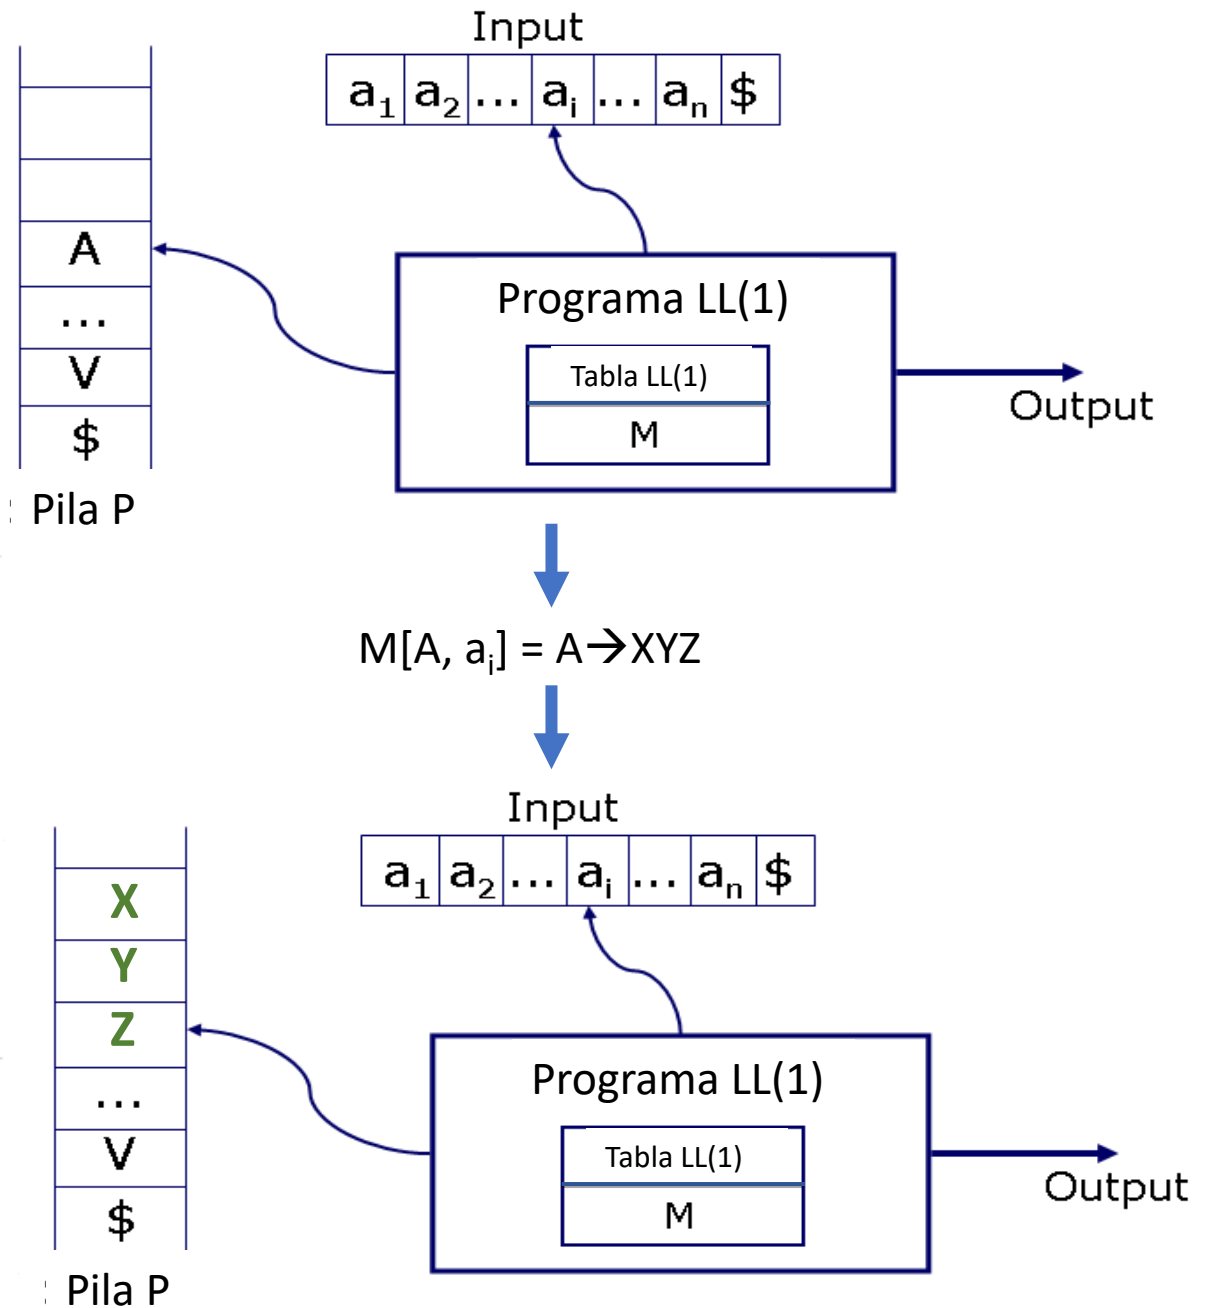 Input
a1 a2 ... ai ... an $
A
...
V
$
: Pila P
Programa LL(1)
Tabla LL(1)
M
Output
M[A, ai] = A→XYZ
Input
a1 a2 ... ai ... an $
X
Y
Z
...
V
$
: Pila P
Programa LL(1)
Tabla LL(1)
M
Output